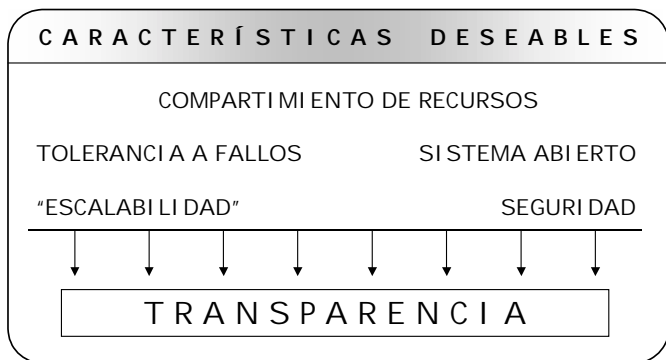 CARACTERÍSTICAS DESEABLES
COMPARTIMIENTO DE RECURSOS
TOLERANCIA A FALLOS SISTEMA ABIERTO
“ESCALABILIDAD” SEGURIDAD
TRANSPARENCIA